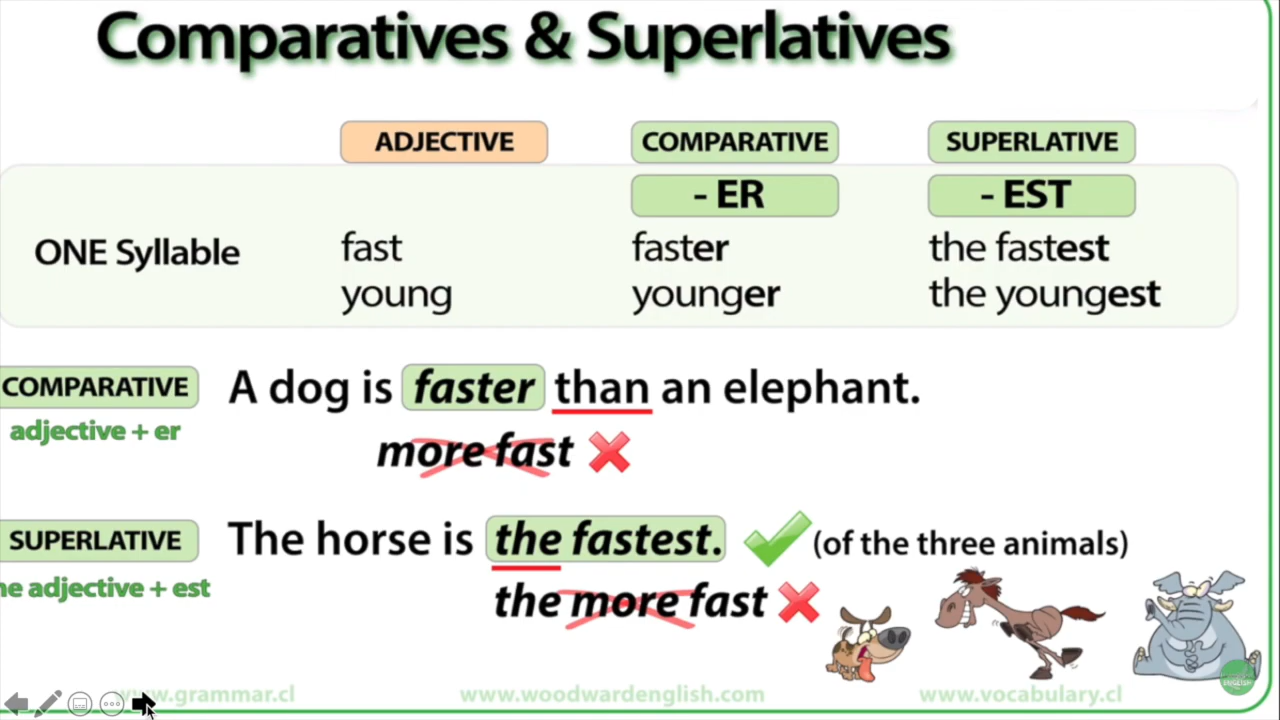 Comparatives & Superlatives
ADJECTIVE COMPARATIVE SUPERLATIVE
- ER - EST
ONE Syllable fast faster the fastest
young younger the youngest
COMPARATIVE A dog is faster than an elephant.
adjective + er
more fast
SUPERLATIVE The horse is the fastest. (of the three animals)
he adjective + est
the more fast
www.grammar.cl www.woodwardenglish.com www.vocabulary.cl